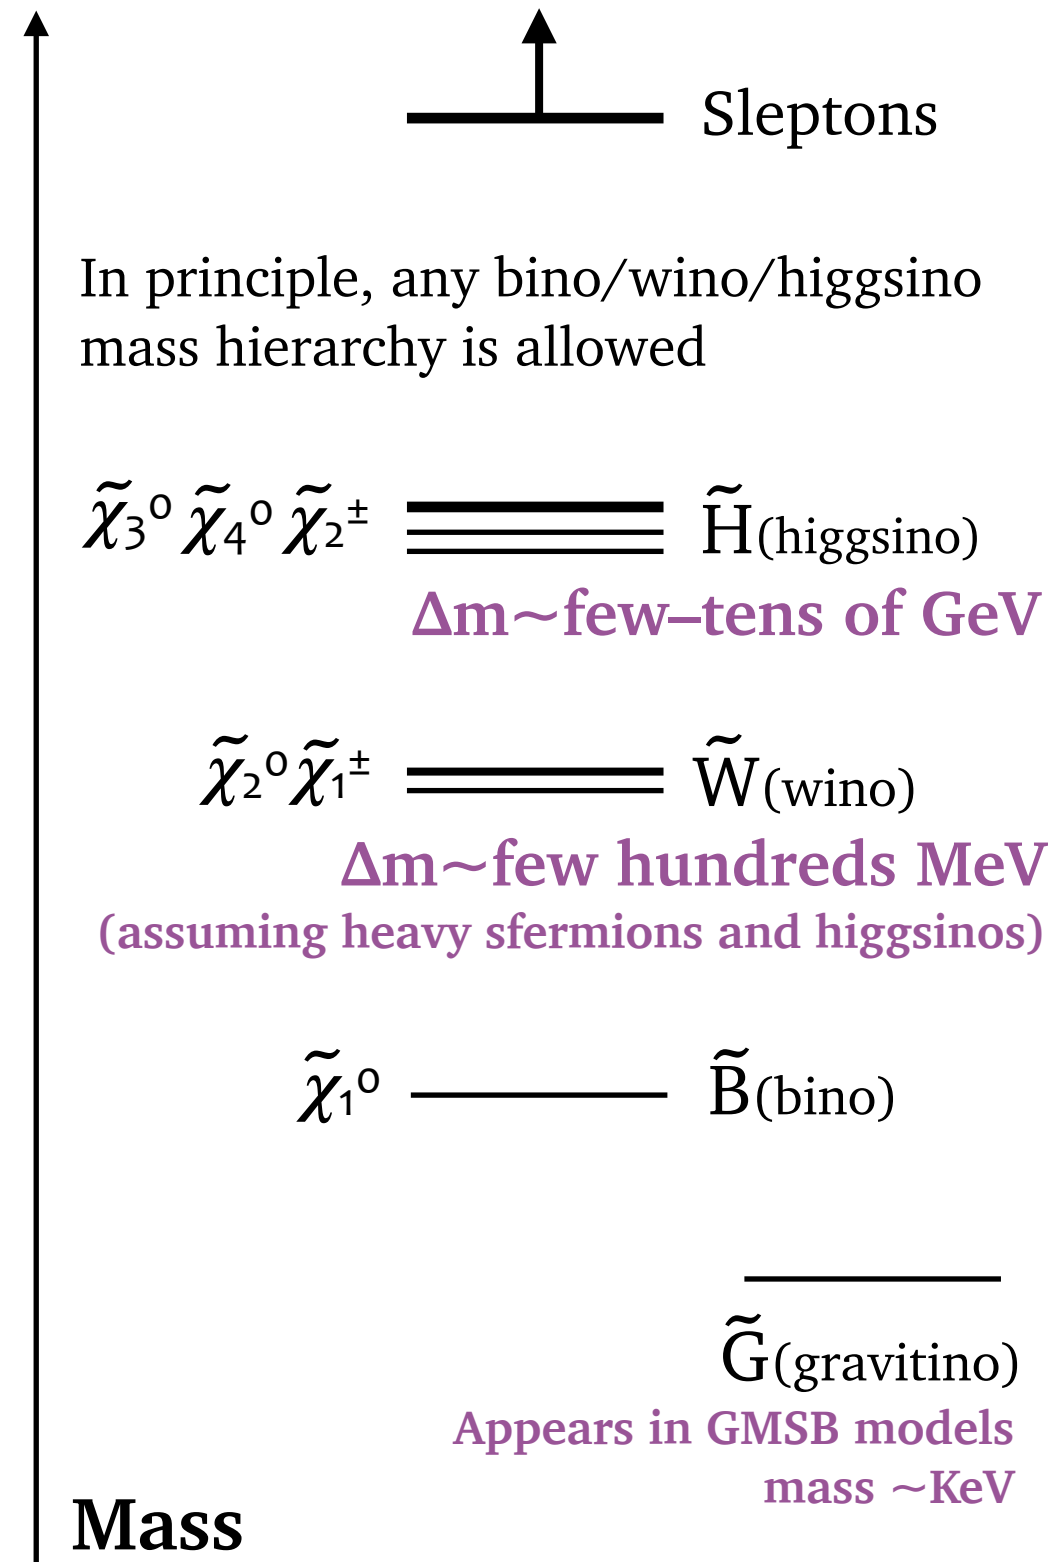 Sleptons
In principle, any bino/wino/higgsino
mass hierarchy is allowed
χ̃₃⁰ χ̃₄⁰ χ̃₂± H̃(higgsino)
Δm~few–tens of GeV
χ̃₂⁰ χ̃₁± W̃(wino)
Δm~few hundreds MeV
(assuming heavy sfermions and higgsinos)
χ̃₁⁰ B̃(bino)
G̃(gravitino)
Appears in GMSB models
mass ~KeV
Mass